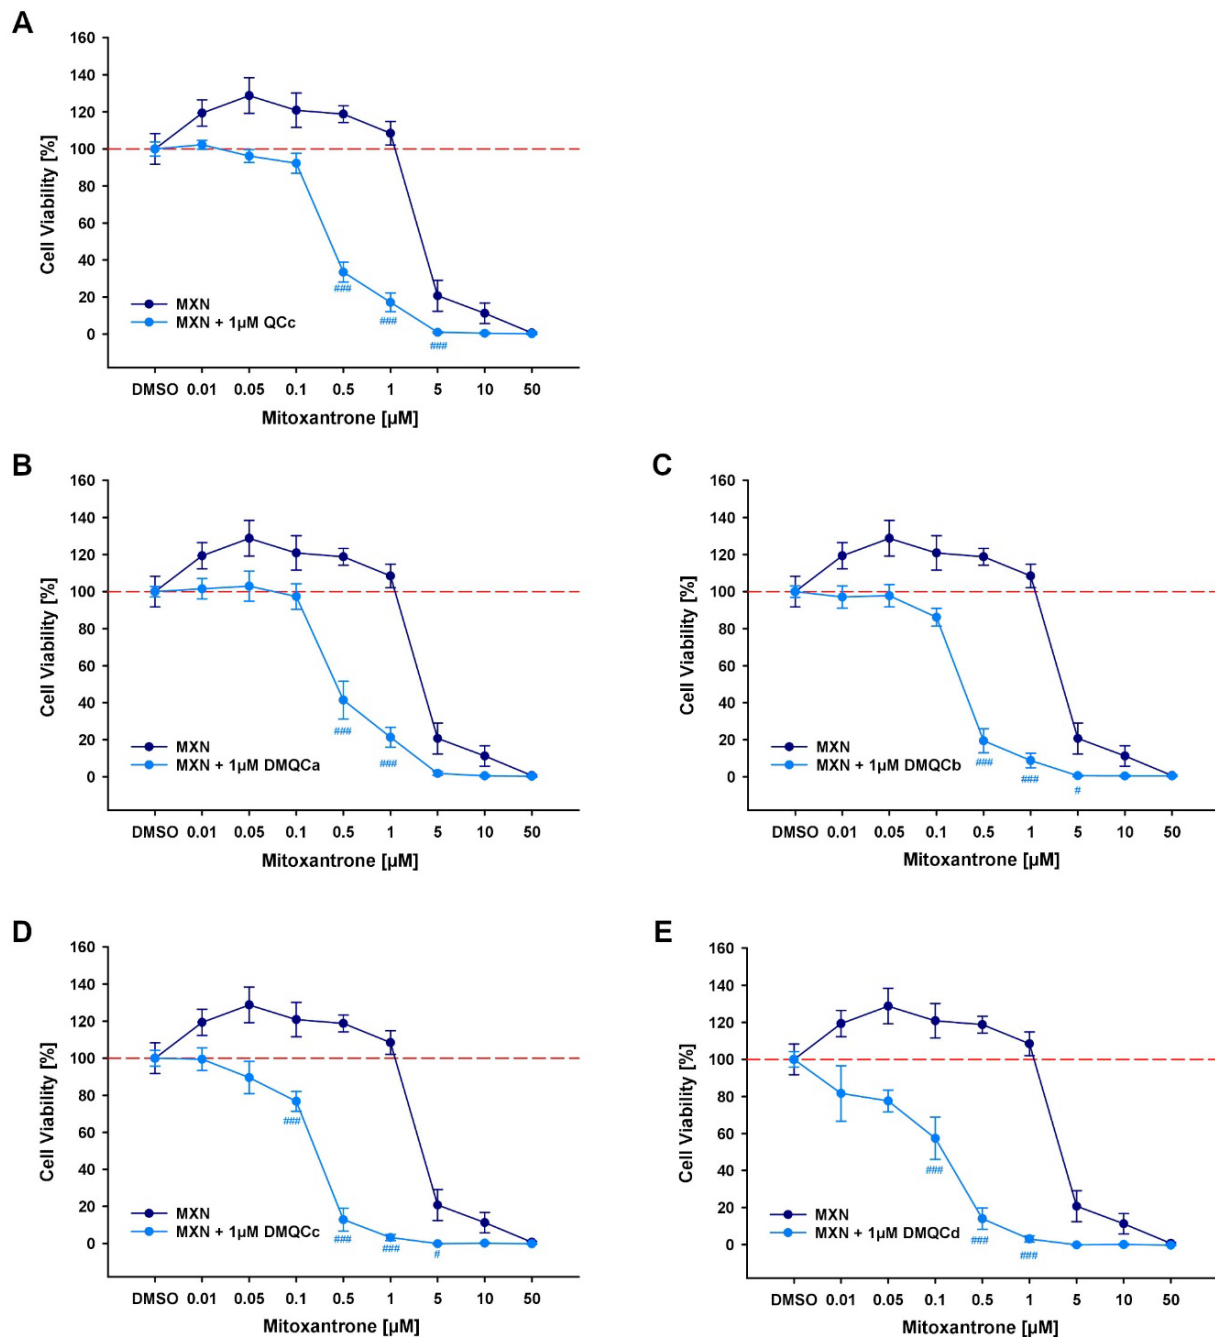 A
160
140
120
100
80
60
40
20
0
Cell Viability [%]
MXN
MXN + 1µM QCc
###
###
###
DMSO 0.01 0.05 0.1 0.5 1 5 10 50
Mitoxantrone [µM]
B
160
140
120
100
80
60
40
20
0
Cell Viability [%]
MXN
MXN + 1µM DMQCa
###
###
DMSO 0.01 0.05 0.1 0.5 1 5 10 50
Mitoxantrone [µM]
C
160
140
120
100
80
60
40
20
0
Cell Viability [%]
MXN
MXN + 1µM DMQCb
###
###
#
DMSO 0.01 0.05 0.1 0.5 1 5 10 50
Mitoxantrone [µM]
D
160
140
120
100
80
60
40
20
0
Cell Viability [%]
MXN
MXN + 1µM DMQCc
###
###
###
#
DMSO 0.01 0.05 0.1 0.5 1 5 10 50
Mitoxantrone [µM]
E
160
140
120
100
80
60
40
20
0
Cell Viability [%]
MXN
MXN + 1µM DMQCd
###
###
###
DMSO 0.01 0.05 0.1 0.5 1 5 10 50
Mitoxantrone [µM]